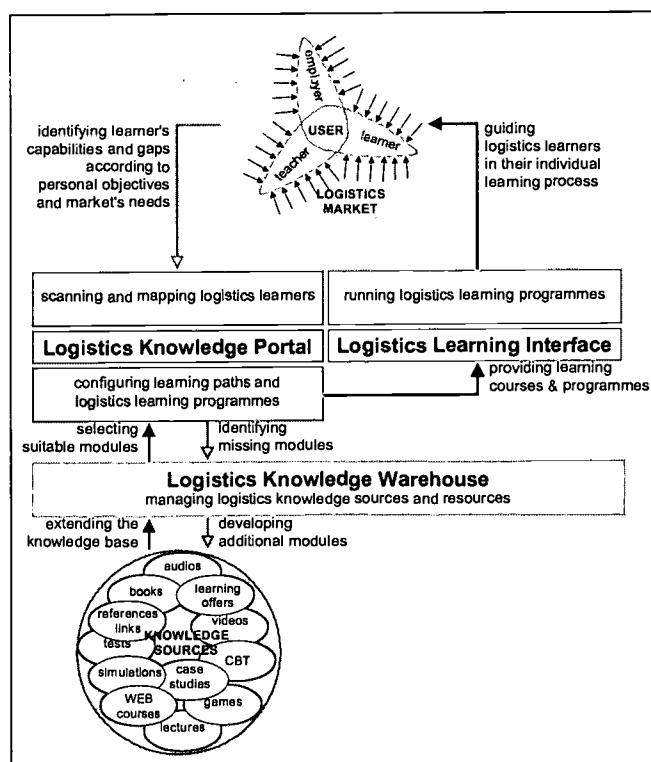 employer
USER
learner
teacher
LOGISTICS
MARKET
identifying learner's
capabilities and gaps
according to
personal objectives
and market's needs
guiding
logistics learners
in their individual
learning process
scanning and mapping logistics learners
running logistics learning programmes
Logistics Knowledge Portal
Logistics Learning Interface
configuring learning paths and
logistics learning programmes
providing learning
courses & programmes
selecting
suitable modules
identifying
missing modules
Logistics Knowledge Warehouse
managing logistics knowledge sources and resources
extending the
knowledge base
developing
additional modules
audios
books
learning
offers
references
links
videos
KNOWLEDGE
SOURCES
tests
CBT
simulations
case
studies
WEB
courses
games
lectures